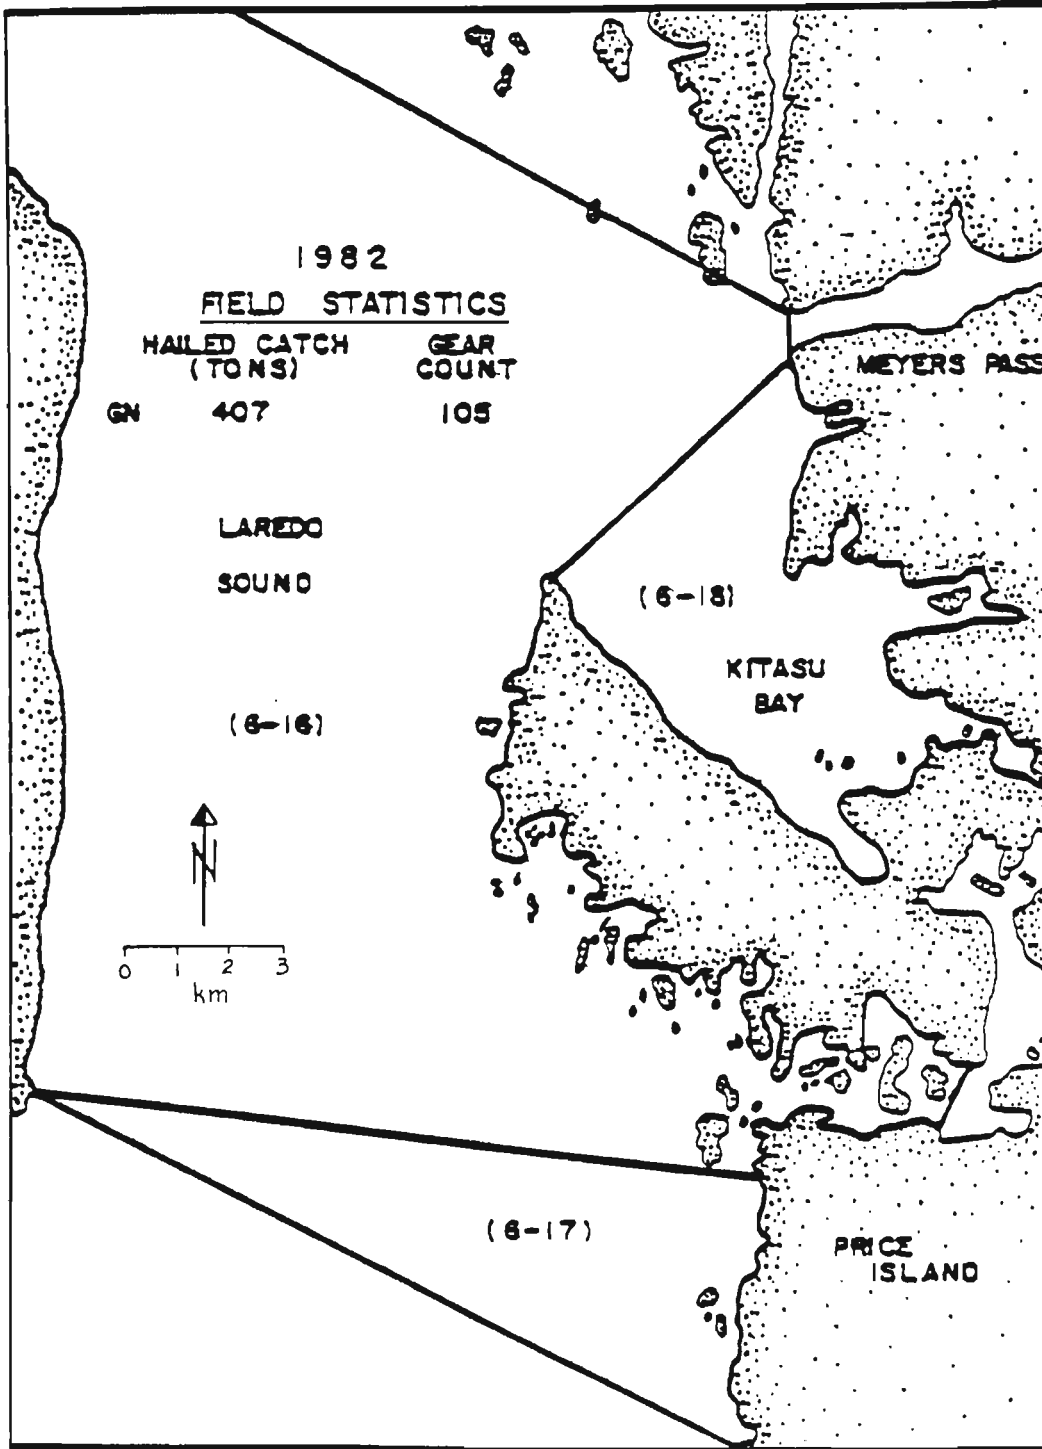 1982
FIELD STATISTICS
HAILED CATCH GEAR
(TONS) COUNT
GN 407 105
MEYERS PASS
LAREDO
SOUND
(6-18)
KITASU
BAY
(6-16)
N
0 1 2 3
km
(6-17)
PRICE
ISLAND